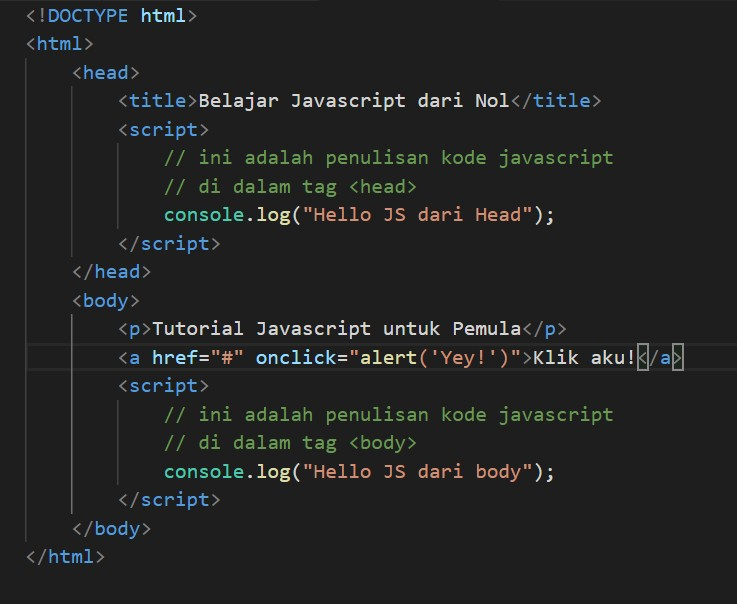 <!DOCTYPE html>
<html>
<head>
<title>Belajar Javascript dari Nol</title>
<script>
// ini adalah penulisan kode javascript
// di dalam tag <head>
console.log("Hello JS dari Head");
</script>
</head>
<body>
<p>Tutorial Javascript untuk Pemula</p>
<a href="#" onclick="alert('Yey!')">Klik aku!</a>
<script>
// ini adalah penulisan kode javascript
// di dalam tag <body>
console.log("Hello JS dari body");
</script>
</body>
</html>